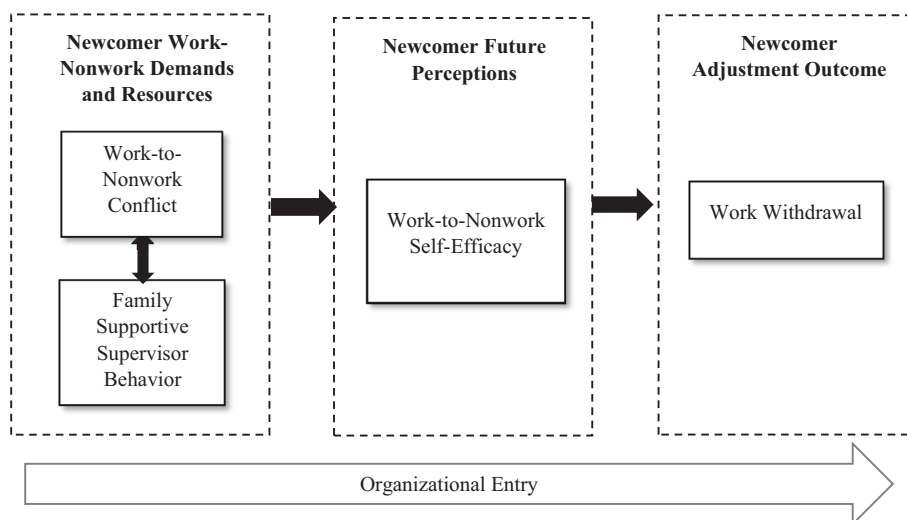 Newcomer Work-
Nonwork Demands
and Resources
Work-to-
Nonwork
Conflict
Family
Supportive
Supervisor
Behavior
Newcomer Future
Perceptions
Work-to-Nonwork
Self-Efficacy
Newcomer
Adjustment Outcome
Work Withdrawal
Organizational Entry